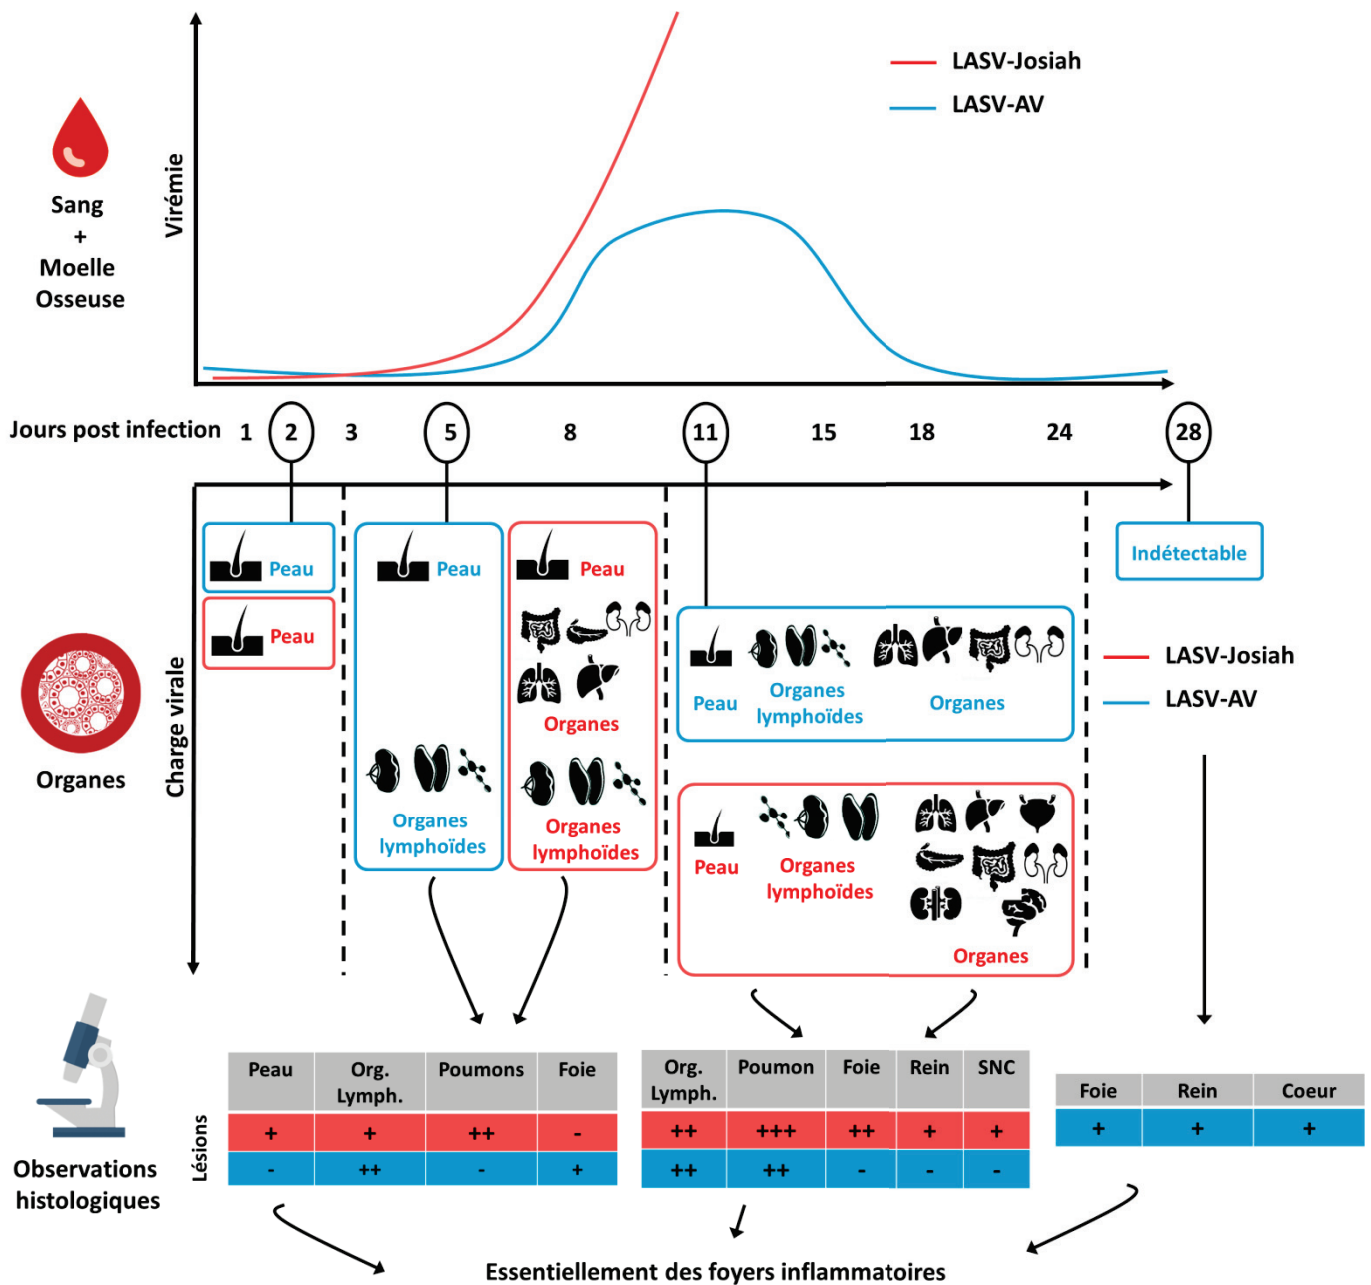 LASV-Josiah
LASV-AV
Virémie
Sang
+
Moelle
Osseuse
Jours post infection 1 2 3 5 8 11 15 18 24 28
Peau
Peau
Peau
Organes
lymphoïdes
Peau
Organes
Organes
lymphoïdes
Peau
Organes
lymphoïdes
Organes
Peau
Organes
lymphoïdes
Organes
Indétectable
LASV-Josiah
LASV-AV
Charge virale
Organes
Observations
histologiques
Lésions
Peau Org. Lymph. Poumons Foie
+ + ++ -
- ++ - +
Org. Lymph. Poumon Foie Rein SNC
++ +++ ++ + +
++ ++ - - -
Foie Rein Coeur
+ + +
Essentiellement des foyers inflammatoires